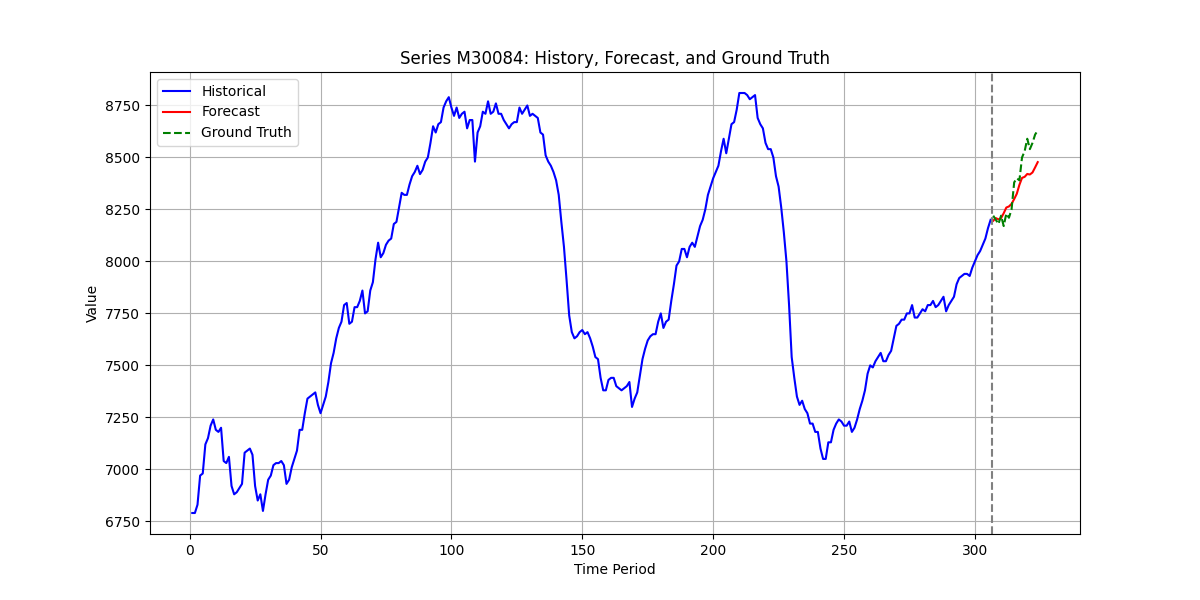 Series M30084: History, Forecast, and Ground Truth
Historical
Forecast
Ground Truth
8750
8500
8250
8000
7750
7500
7250
7000
6750
Value
0 50 100 150 200 250 300
Time Period